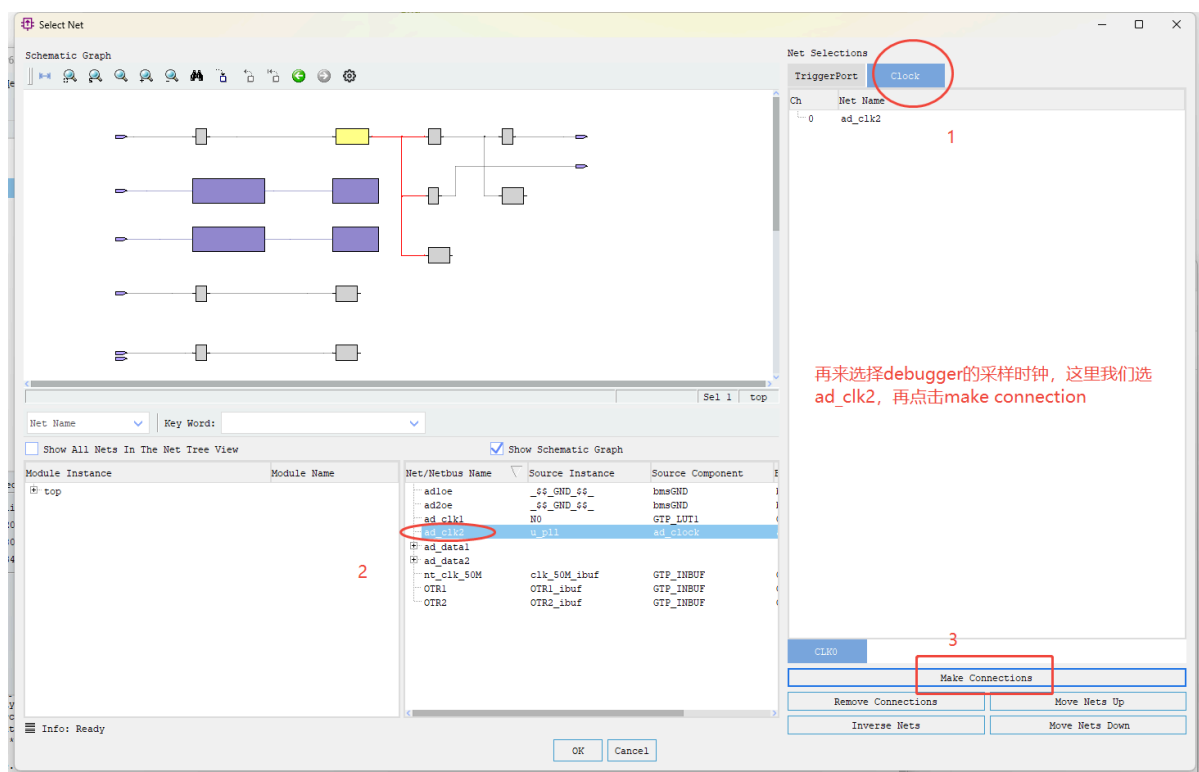 Select Net
Schematic Graph
Sel 1 top
Net Name Key Word:
Show All Nets In The Net Tree View Show Schematic Graph
Module Instance Module Name
top
Net/Netbus Name Source Instance Source Component
ad1oe _$$_GND_$$_ bmsGND
ad2oe _$$_GND_$$_ bmsGND
ad_clk1 N0 GTP_LUT1
ad_clk2 u_pll ad_clock
ad_data1
ad_data2
nt_clk_50M clk_50M_ibuf GTP_INBUF
OTR1 OTR1_ibuf GTP_INBUF
OTR2 OTR2_ibuf GTP_INBUF
2
Info: Ready
Net Selections
TriggerPort Clock
Ch Net Name
0 ad_clk2
1
再来选择debugger的采样时钟，这里我们选
ad_clk2，再点击make connection
3
CLK0
Make Connections
Remove Connections Move Nets Up
Inverse Nets Move Nets Down
OK Cancel